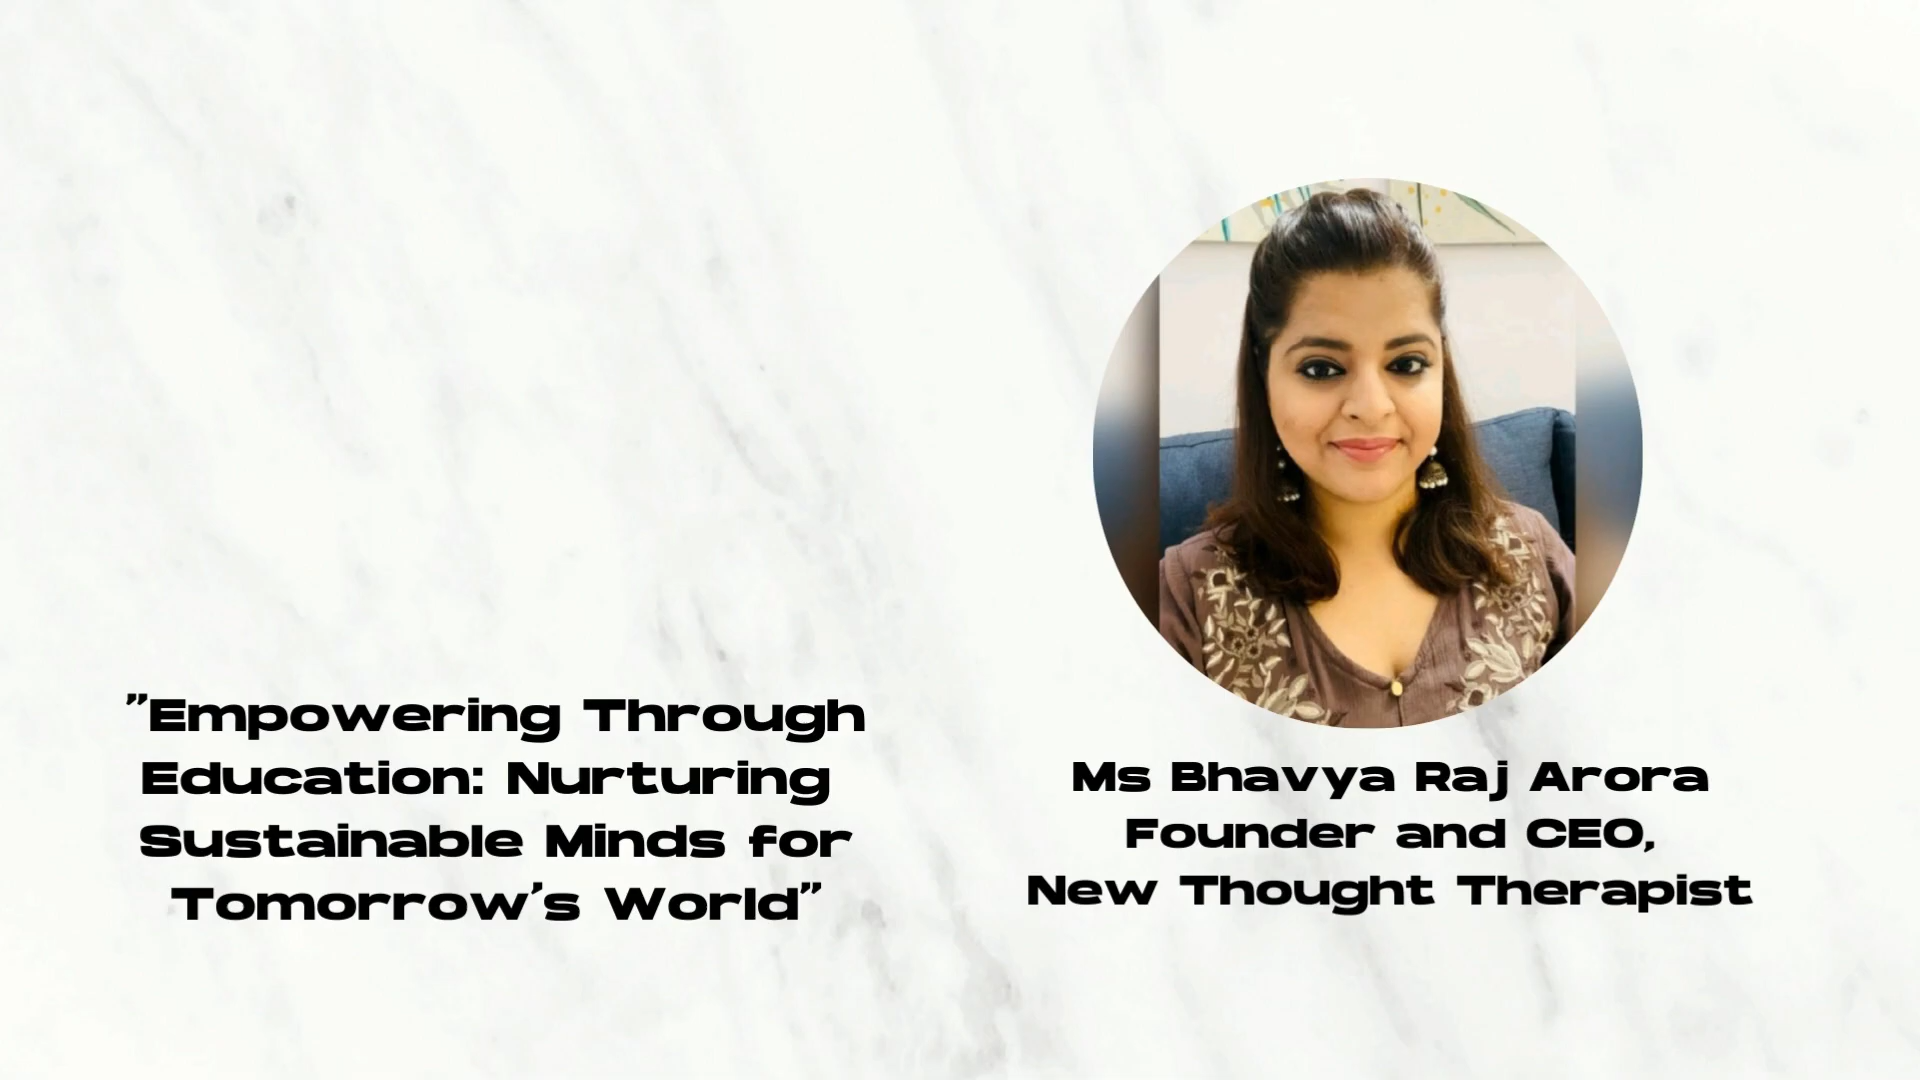 ”Empowering Through
Education: Nurturing
Sustainable Minds for
Tomorrow’s World”
Ms Bhavya Raj Arora
Founder and CEO,
New Thought Therapist